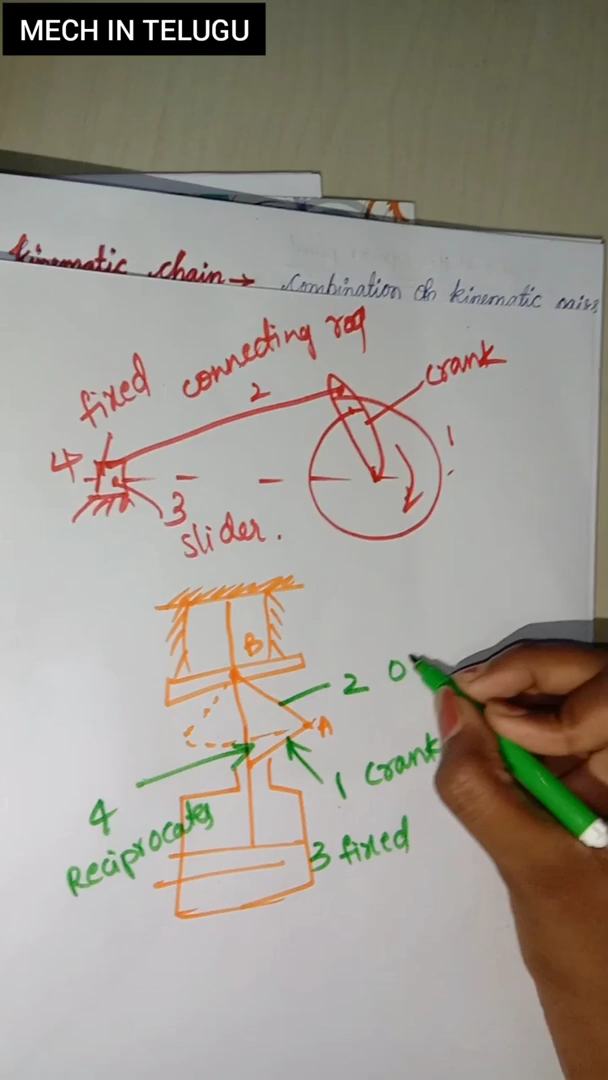 MECH IN TELUGU
kinematic chain → Combination of kinematic pairs
fixed connecting rod
2
crank
4
1
3
slider.
B
2 O
A
1 crank
4
Reciprocates
3 fixed